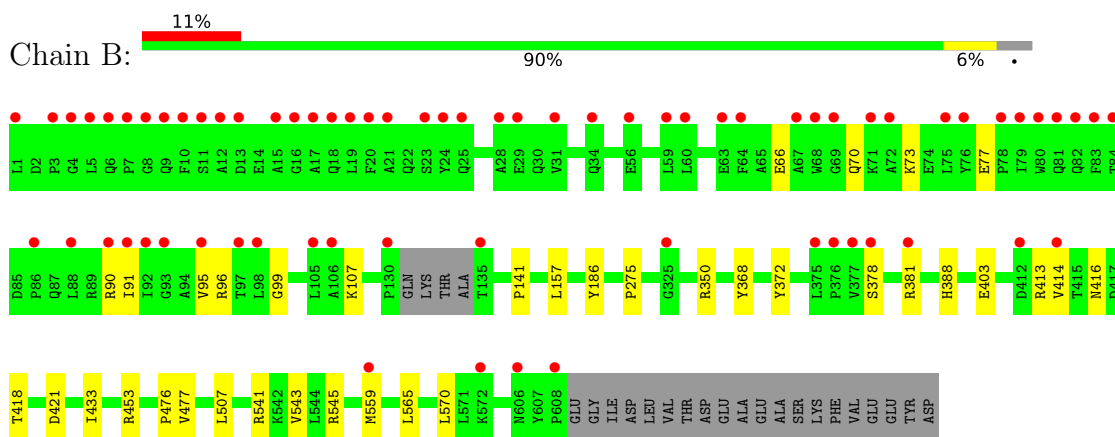 11%
Chain B:
90% 6% •
L1 D2 P3 G4 L5 Q6 P7 G8 Q9 F10 S11 A12 D13 E14 A15 G16 A17 Q18 L19 F20 A21 Q22 S23 Y24 Q25 A28 E29 Q30 V31 Q34 E56 L59 L60 E63 F64 A65 E66 A67 W68 G69 Q70 K71 A72 K73 E74 L75 Y76 E77 P78 I79 W80 Q81 Q82 F83 T84
D85 P86 Q87 L88 R89 R90 I91 I92 G93 A94 V95 R96 T97 L98 G99 L105 A106 K107 P130 GLN LYS THR ALA T135 P141 L157 Y186 P275 G325 R350 Y368 Y372 L375 P376 V377 S378 R381 H388 E403 D412 R413 V414 T415 N416 D417
T418 D421 I433 R453 P476 V477 L507 R541 K542 V543 L544 R545 M559 L565 L570 L571 K572 N606 Y607 P608 GLU GLY ILE ASP LEU VAL THR ASP GLU ALA GLU ALA SER LYS PHE VAL GLU GLU TYR ASP